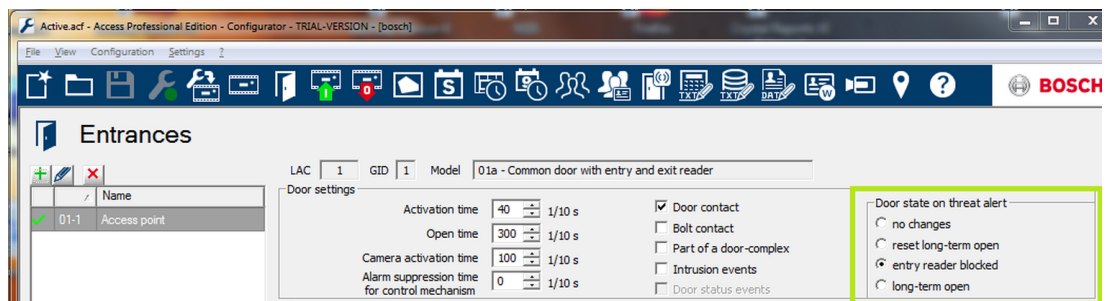 Active.acf - Access Professional Edition - Configurator - TRIAL-VERSION - [bosch]
File View Configuration Settings ?
TXT TXT DATA W
BOSCH
Entrances
LAC 1 GID 1 Model 01a - Common door with entry and exit reader
Name
01-1 Access point
Door settings
Activation time 40 1/10 s
Open time 300 1/10 s
Camera activation time 100 1/10 s
Alarm suppression time
for control mechanism 0 1/10 s
Door contact
Bolt contact
Part of a door-complex
Intrusion events
Door status events
Door state on threat alert
no changes
reset long-term open
entry reader blocked
long-term open